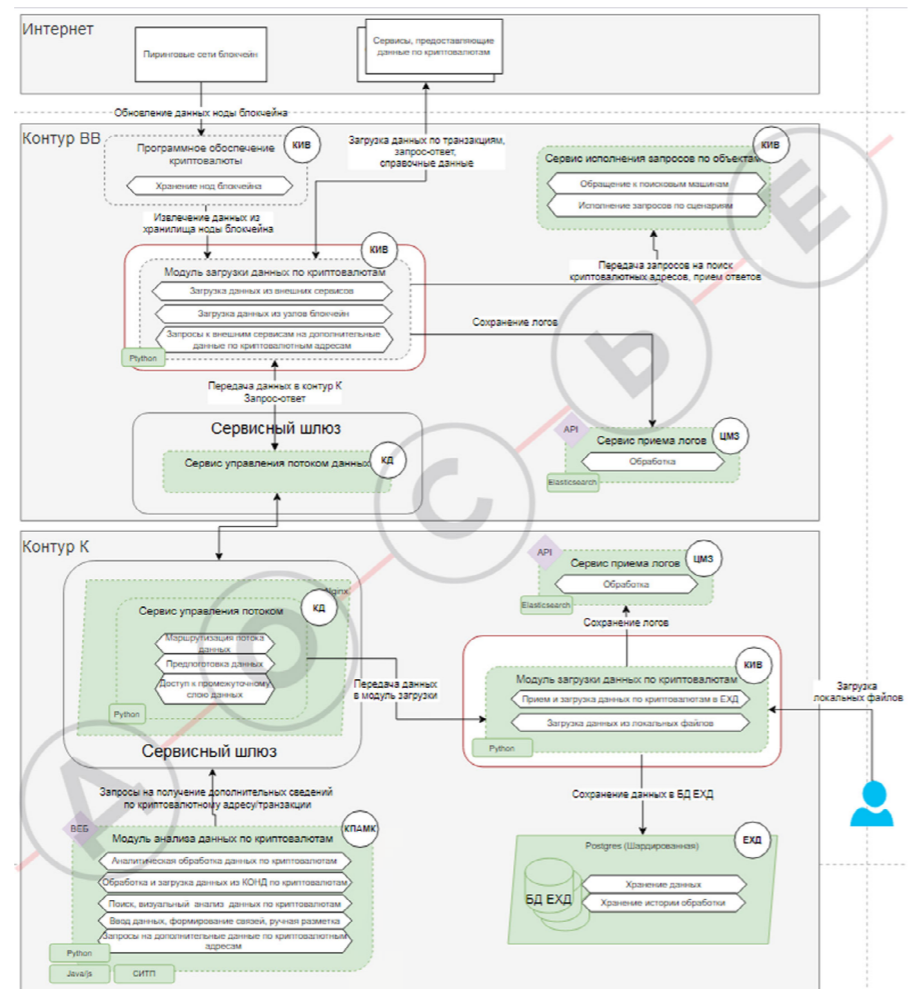 Интернет
Пиринговые сети блокчейн
Сервисы, предоставляющие
данные по криптовалютам
Обновление данных ноды блокчейна
Контур ВВ
Программное обеспечение
криптовалюты
КИВ
Хранение нод блокчейна
Загрузка данных по транзакциям,
запрос-ответ,
справочные данные
Сервис исполнения запросов по объектам
КИВ
Обращение к поисковым машинам
Исполнение запросов по сценариям
Извлечение данных из
хранилища ноды блокчейна
КИВ
Модуль загрузки данных по криптовалютам
Загрузка данных из внешних сервисов
Загрузка данных из узлов блокчейн
Запросы к внешним сервисам на дополнительные
данные по криптовалютным адресам
Ptython
Передача запросов на поиск
криптовалютных адресов, прием ответов
Сохранение логов
Передача данных в контур К
Запрос-ответ
Сервисный шлюз
Сервис управления потоком данных
КД
API
Сервис приема логов
ЦМЗ
Обработка
Elasticsearch
Контур К
Nginx
Сервис управления потоком
КД
Маршрутизация потока
данных
Предлоготовка данных
Доступ к промежуточному
слою данных
Python
Сервисный шлюз
API
Сервис приема логов
ЦМЗ
Обработка
Elasticsearch
Сохранение логов
Передача данных
в модуль загрузки
КИВ
Модуль загрузки данных по криптовалютам
Прием и загрузка данных по криптовалютам в ЕХД
Загрузка данных из локальных файлов
Python
Загрузка
локальных файлов
Запросы на получение дополнительных сведений
по криптовалютному адресу/транзакции
Сохранение данных в БД ЕХД
ВЕБ
КПАМК
Модуль анализа данных по криптовалютам
Аналитическая обработка данных по криптовалютам
Обработка и загрузка данных из КОНД по криптовалютам
Поиск, визуальный анализ данных по криптовалютам
Ввод данных, формирование связей, ручная разметка
Запросы на дополнительные данные по криптовалютным
адресам
Python
Java/js
СИТП
Postgres (Шардированная)
ЕХД
БД ЕХД
Хранение данных
Хранение истории обработки
ДОСЬЕ